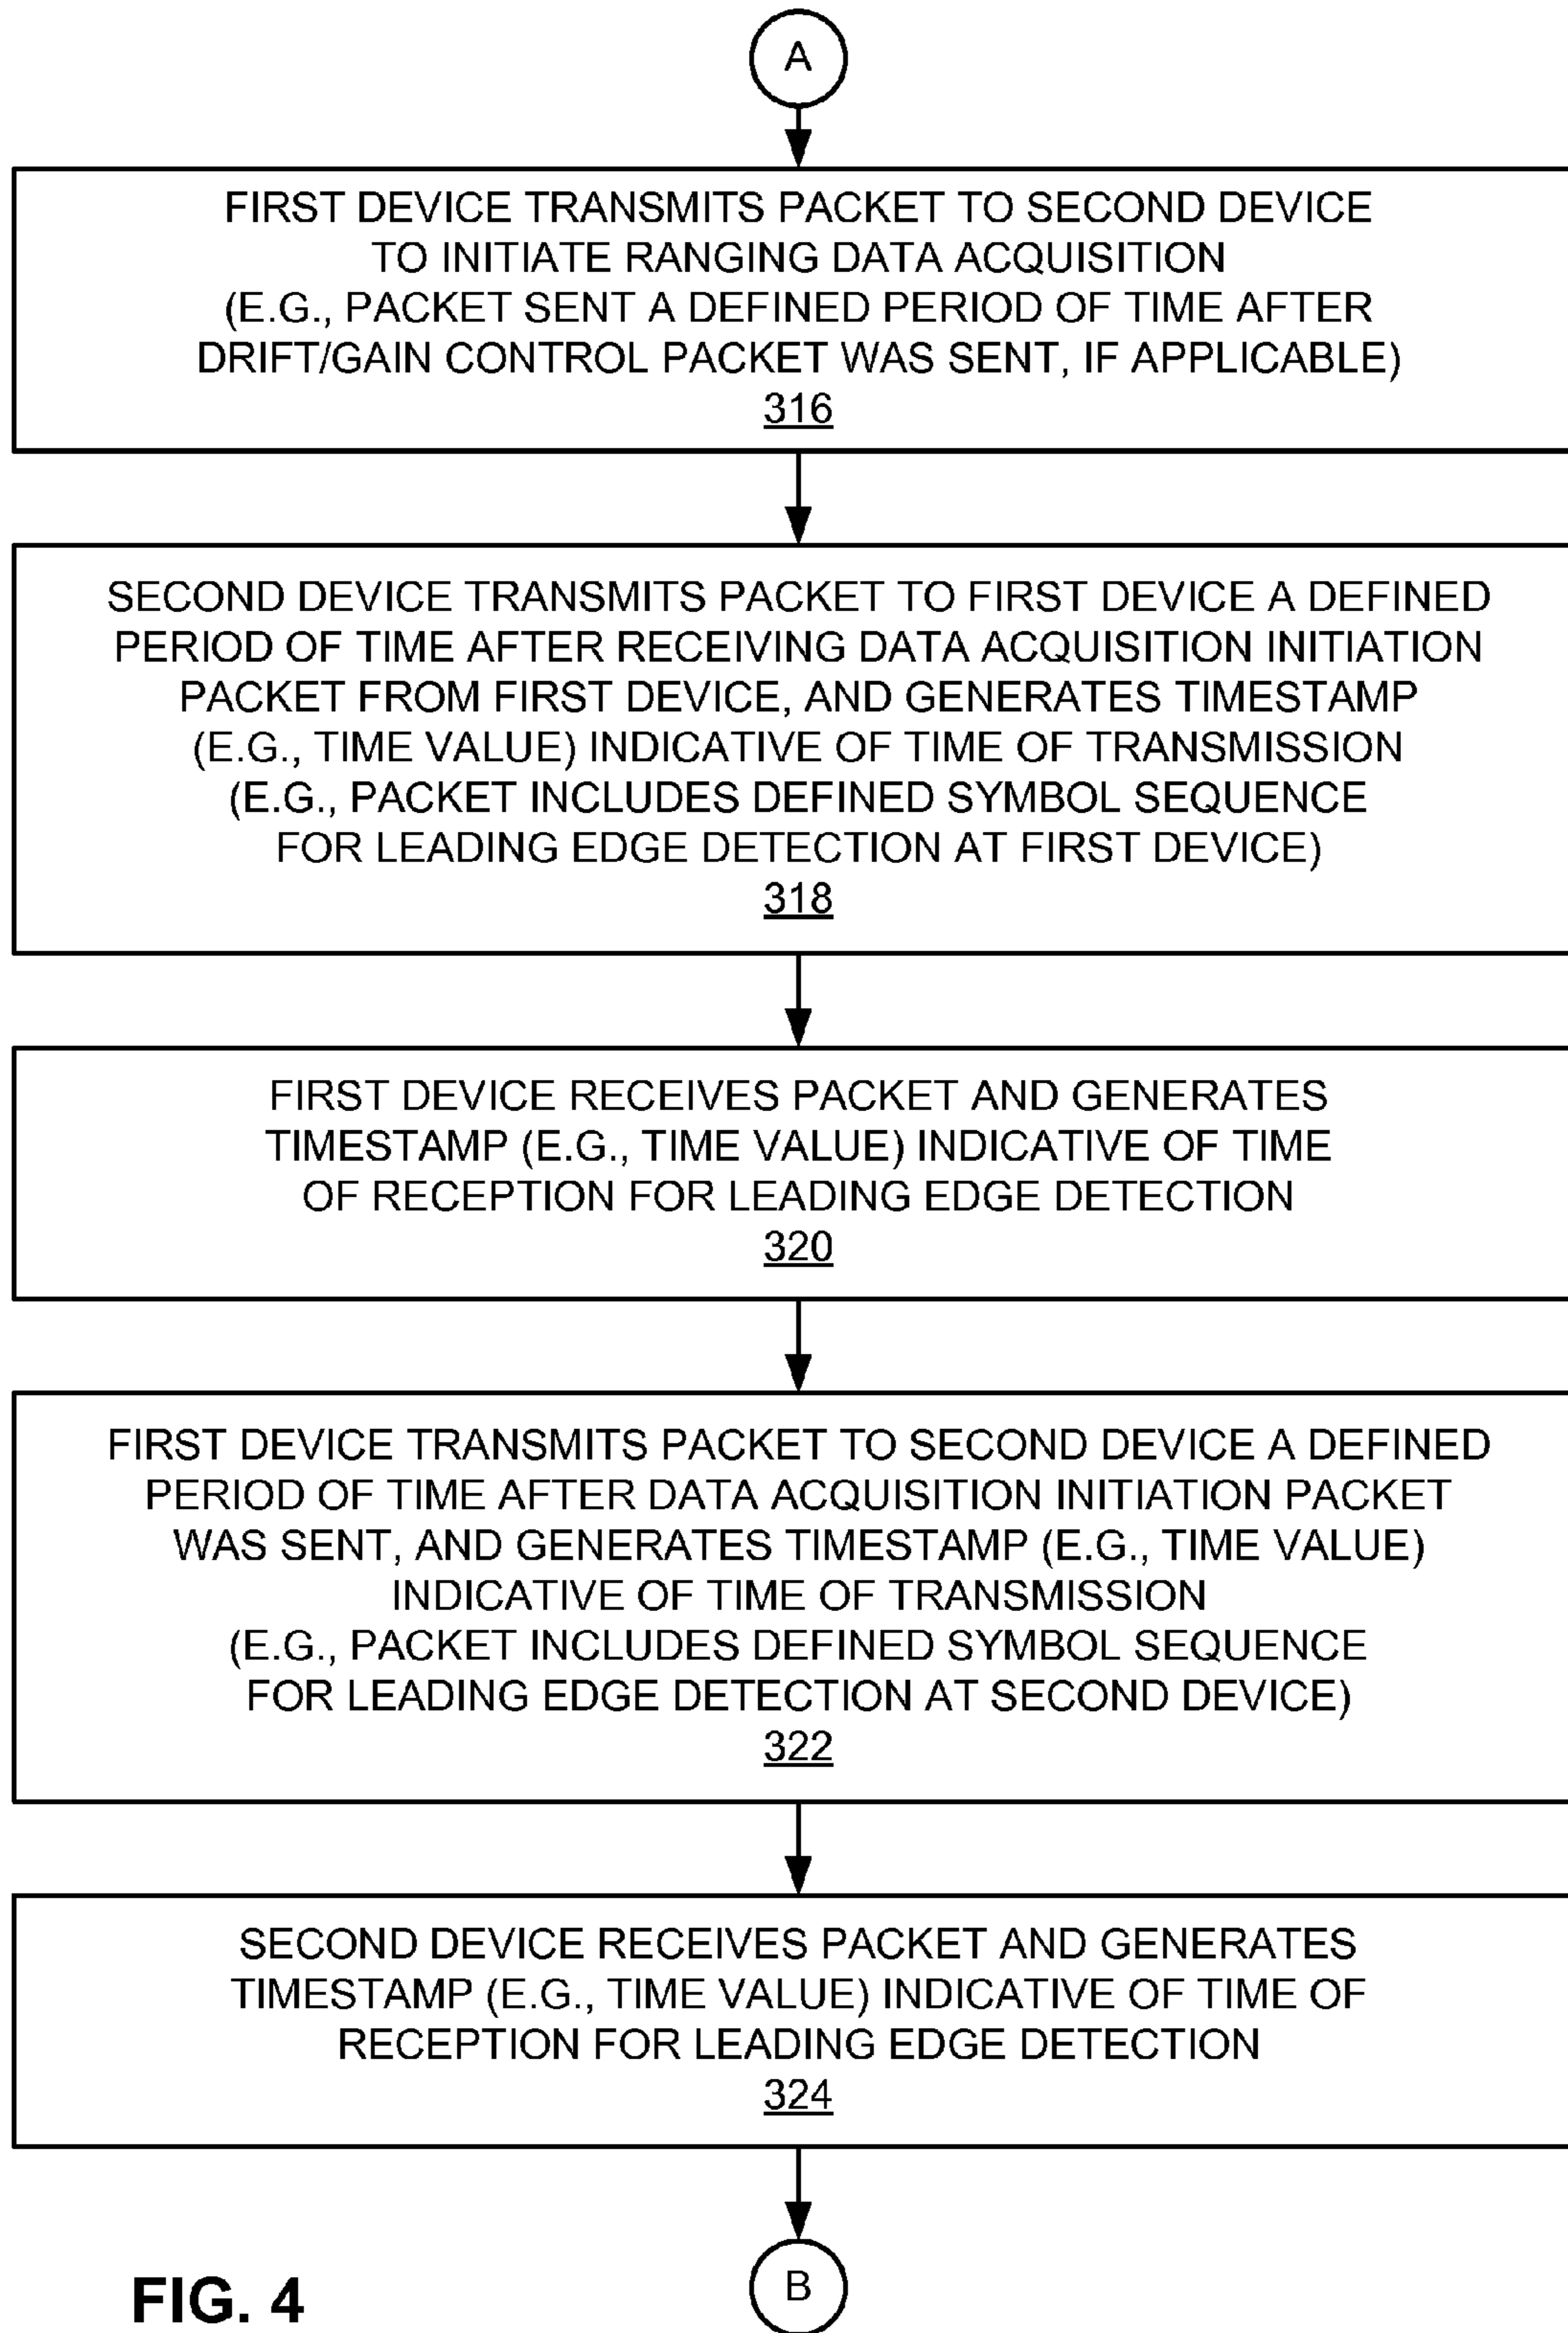 A
FIRST DEVICE TRANSMITS PACKET TO SECOND DEVICE
TO INITIATE RANGING DATA ACQUISITION
(E.G., PACKET SENT A DEFINED PERIOD OF TIME AFTER
DRIFT/GAIN CONTROL PACKET WAS SENT, IF APPLICABLE)
316
SECOND DEVICE TRANSMITS PACKET TO FIRST DEVICE A DEFINED
PERIOD OF TIME AFTER RECEIVING DATA ACQUISITION INITIATION
PACKET FROM FIRST DEVICE, AND GENERATES TIMESTAMP
(E.G., TIME VALUE) INDICATIVE OF TIME OF TRANSMISSION
(E.G., PACKET INCLUDES DEFINED SYMBOL SEQUENCE
FOR LEADING EDGE DETECTION AT FIRST DEVICE)
318
FIRST DEVICE RECEIVES PACKET AND GENERATES
TIMESTAMP (E.G., TIME VALUE) INDICATIVE OF TIME
OF RECEPTION FOR LEADING EDGE DETECTION
320
FIRST DEVICE TRANSMITS PACKET TO SECOND DEVICE A DEFINED
PERIOD OF TIME AFTER DATA ACQUISITION INITIATION PACKET
WAS SENT, AND GENERATES TIMESTAMP (E.G., TIME VALUE)
INDICATIVE OF TIME OF TRANSMISSION
(E.G., PACKET INCLUDES DEFINED SYMBOL SEQUENCE
FOR LEADING EDGE DETECTION AT SECOND DEVICE)
322
SECOND DEVICE RECEIVES PACKET AND GENERATES
TIMESTAMP (E.G., TIME VALUE) INDICATIVE OF TIME OF
RECEPTION FOR LEADING EDGE DETECTION
324
B
FIG. 4